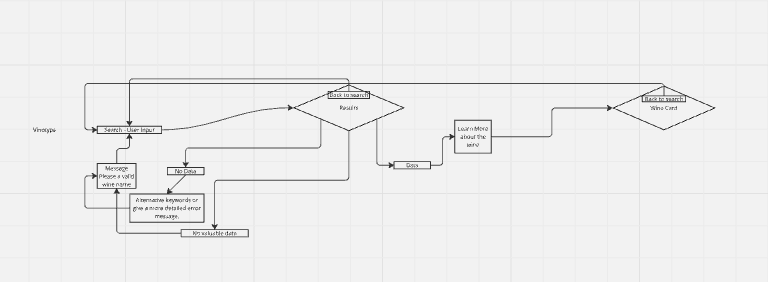 Back to search
Back to search
Results
Wine Card
Vinotype
Search - User Input
Learn More
about the
wine
Data
Message
Please a valid
wine name
No Data
Alternative keywords or
give a more detailed error
message.
No valuable data